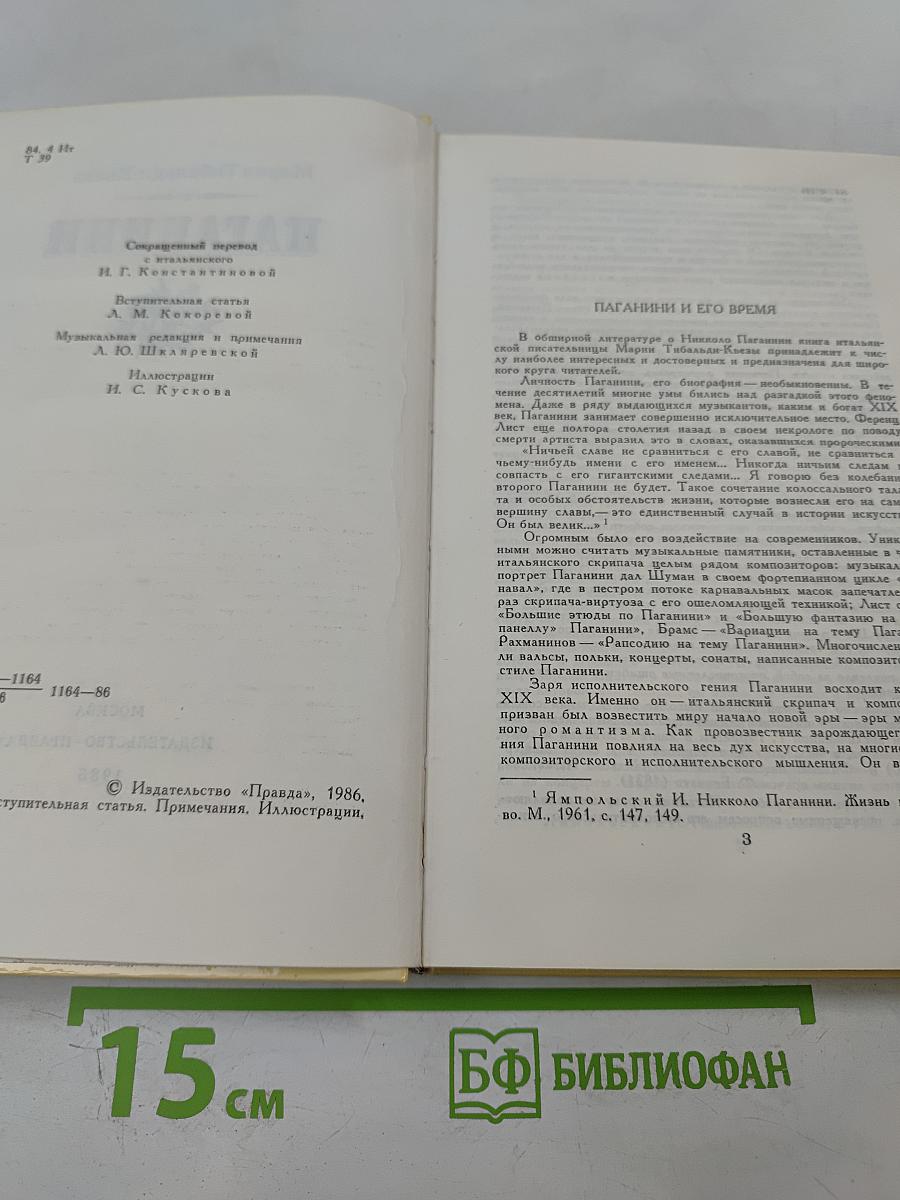 84. 4 Ит
Т 39
Сокращенный перевод
с итальянского
И. Г. Константиновой
Вступительная статья
Л. М. Кокоревой
Музыкальная редакция и примечания
Л. Ю. Шкляревской
Иллюстрации
И. С. Кускова
—1164
6
1164—86
© Издательство «Правда», 1986,
ступительная статья. Примечания. Иллюстрации,
ПАГАНИНИ И ЕГО ВРЕМЯ
В обширной литературе о Никколо Паганини книга итальян-
ской писательницы Марии Тибальди-Кьезы принадлежит к чис-
лу наиболее интересных и достоверных и предназначена для широ-
кого круга читателей.
Личность Паганини, его биография — необыкновенны. В те-
чение десятилетий многие умы бились над разгадкой этого фено-
мена. Даже в ряду выдающихся музыкантов, каким и богат XIX
век, Паганини занимает совершенно исключительное место. Ференц
Лист еще полтора столетия назад в своем некрологе по поводу
смерти артиста выразил это в словах, оказавшихся пророческими
«Ничьей славе не сравниться с его славой, не сравниться
чьему-нибудь имени с его именем... Никогда ничьим следам н
совпасть с его гигантскими следами... Я говорю без колебани
второго Паганини не будет. Такое сочетание колоссального тала
та и особых обстоятельств жизни, которые вознесли его на сам
вершину славы,— это единственный случай в истории искусств
Он был велик...» 1
Огромным было его воздействие на современников. Уник
ными можно считать музыкальные памятники, оставленные в ч
итальянского скрипача целым рядом композиторов: музыкал
портрет Паганини дал Шуман в своем фортепианном цикле «
навал», где в пестром потоке карнавальных масок запечатле
раз скрипача-виртуоза с его ошеломляющей техникой; Лист с
«Большие этюды по Паганини» и «Большую фантазию на
панеллу» Паганини», Брамс — «Вариации на тему Пага
Рахманинов — «Рапсодию на тему Паганини». Многочислен
ли вальсы, польки, концерты, сонаты, написанные композито
стиле Паганини.
Заря исполнительского гения Паганини восходит к
XIX века. Именно он — итальянский скрипач и компо
призван был возвестить миру начало новой эры — эры м
ного романтизма. Как провозвестник зарождающег
ния Паганини повлиял на весь дух искусства, на многи
композиторского и исполнительского мышления. Он в
1 Ямпольский И. Никколо Паганини. Жизнь и
во. М., 1961, с. 147, 149.
3
15 см
БФ БИБЛИОФАН